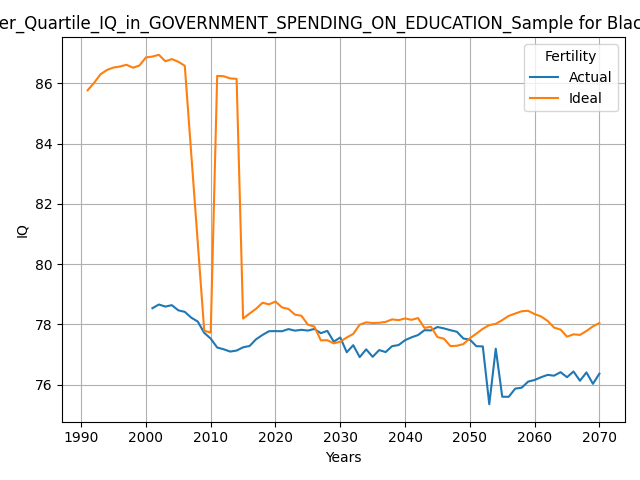 er_Quartile_IQ_in_GOVERNMENT_SPENDING_ON_EDUCATION_Sample for Blac
Fertility
Actual
Ideal
86
84
82
80
78
76
IQ
1990 2000 2010 2020 2030 2040 2050 2060 2070
Years